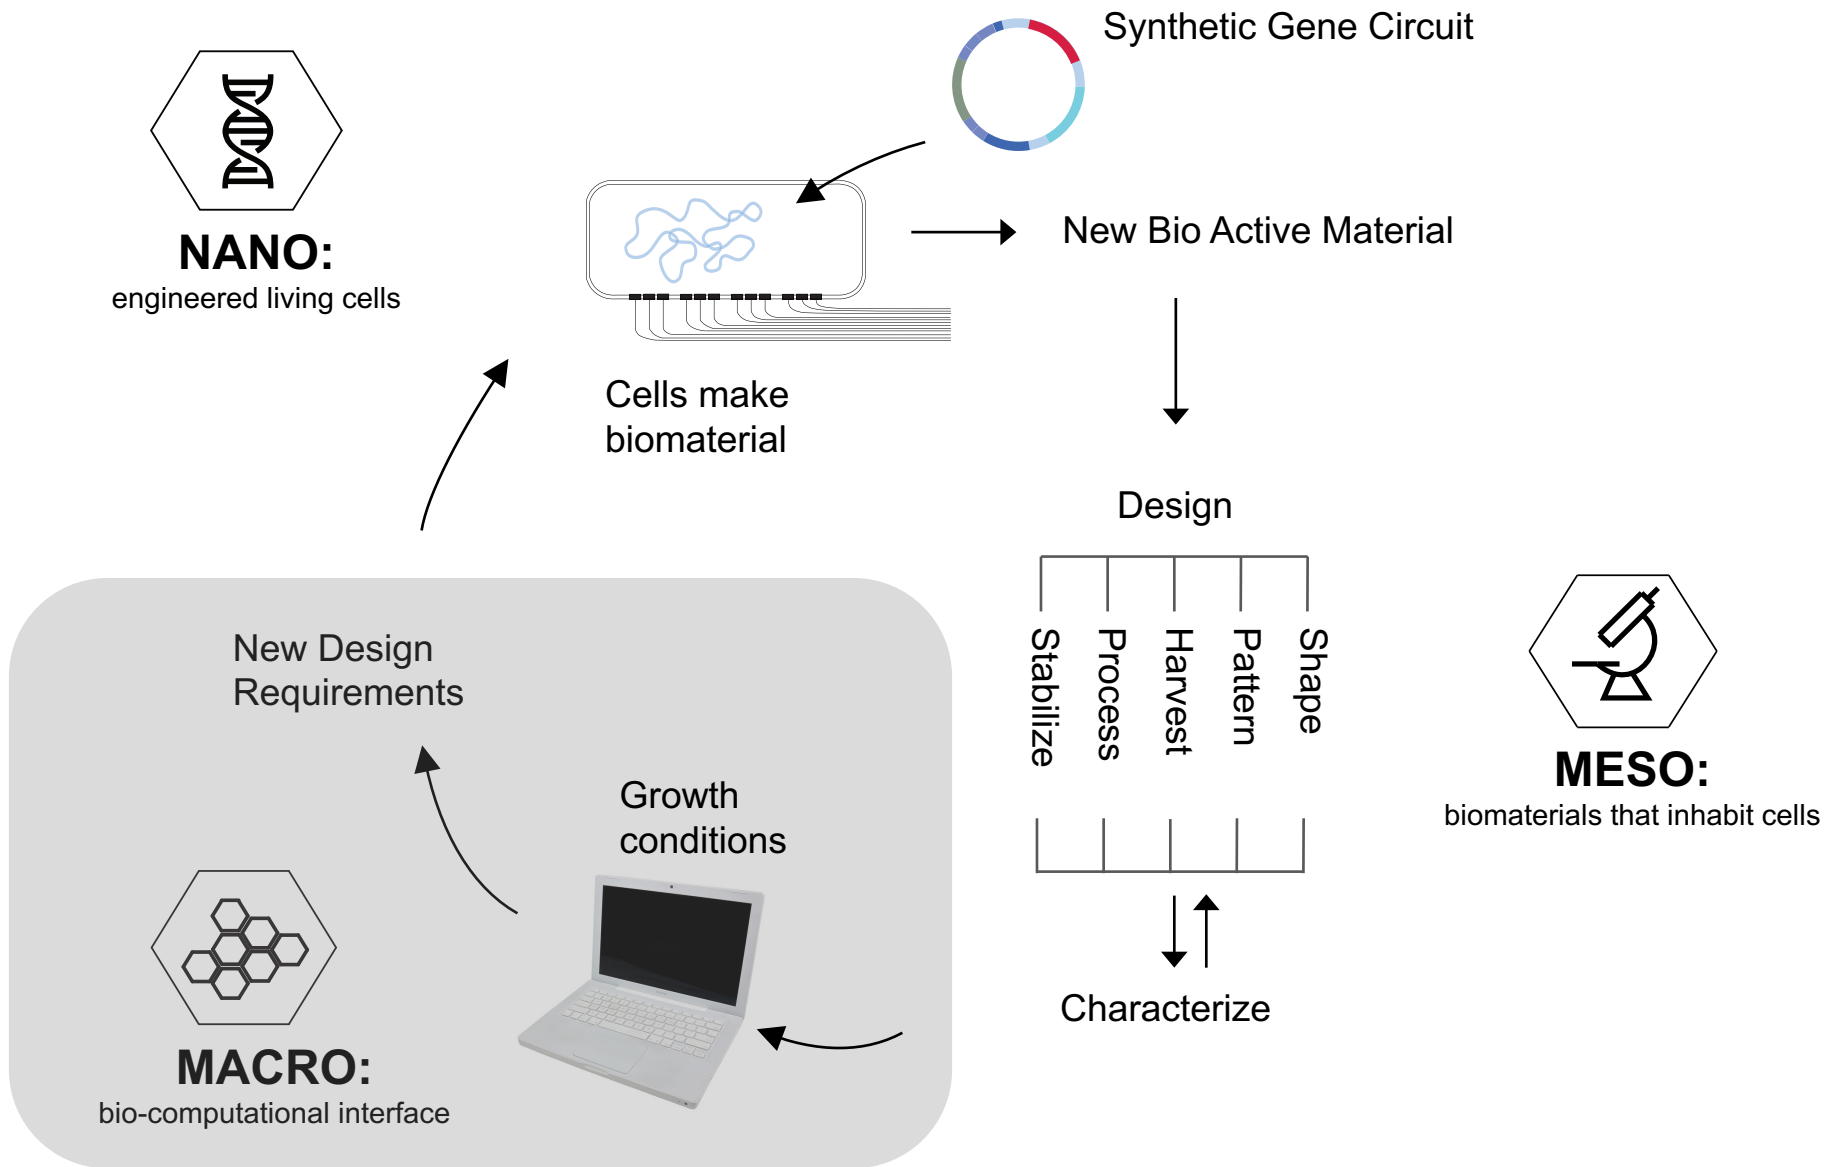 Synthetic Gene Circuit
NANO:
engineered living cells
New Bio Active Material
Cells make
biomaterial
Design
Stabilize
Process
Harvest
Pattern
Shape
MESO:
biomaterials that inhabit cells
New Design
Requirements
Growth
conditions
Characterize
MACRO:
bio-computational interface